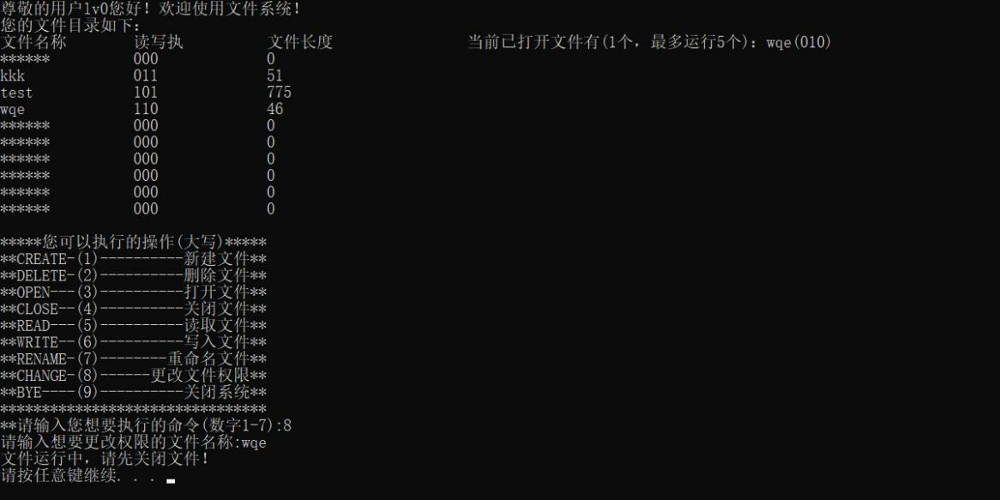 尊敬的用户lv0您好！欢迎使用文件系统！
您的文件目录如下：
文件名称 读写执 文件长度 当前已打开文件有(1个，最多运行5个)：wqe(010)
****** 000 0
kkk 011 51
test 101 775
wqe 110 46
****** 000 0
****** 000 0
****** 000 0
****** 000 0
****** 000 0
****** 000 0
*****您可以执行的操作(大写)*****
**CREATE-(1)----------新建文件**
**DELETE-(2)----------删除文件**
**OPEN---(3)----------打开文件**
**CLOSE--(4)----------关闭文件**
**READ---(5)----------读取文件**
**WRITE--(6)----------写入文件**
**RENAME-(7)--------重命名文件**
**CHANGE-(8)------更改文件权限**
**BYE----(9)----------关闭系统**
********************************
**请输入您想要执行的命令(数字1-7):8
请输入想要更改权限的文件名称:wqe
文件运行中，请先关闭文件！
请按任意键继续. . .